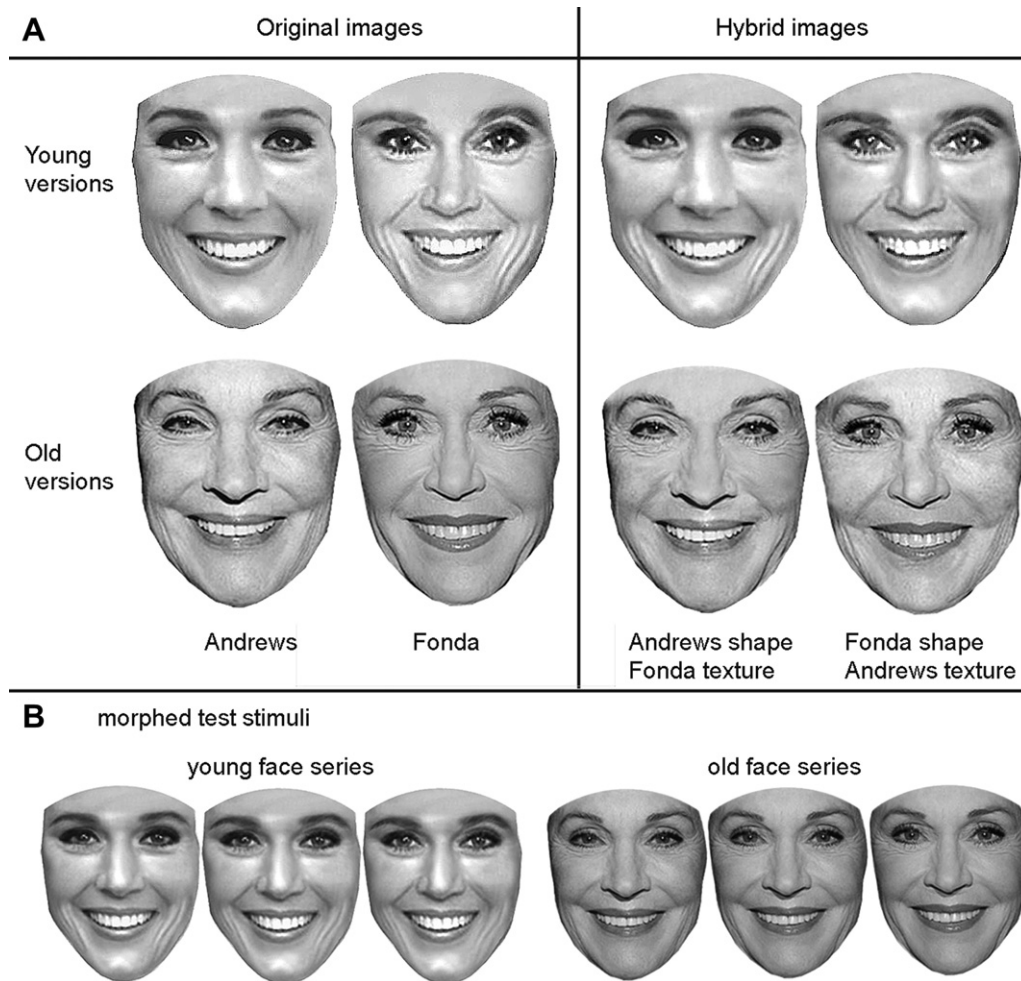 A
Original images
Hybrid images
Young
versions
Old
versions
Andrews
Fonda
Andrews shape
Fonda texture
Fonda shape
Andrews texture
B
morphed test stimuli
young face series
old face series